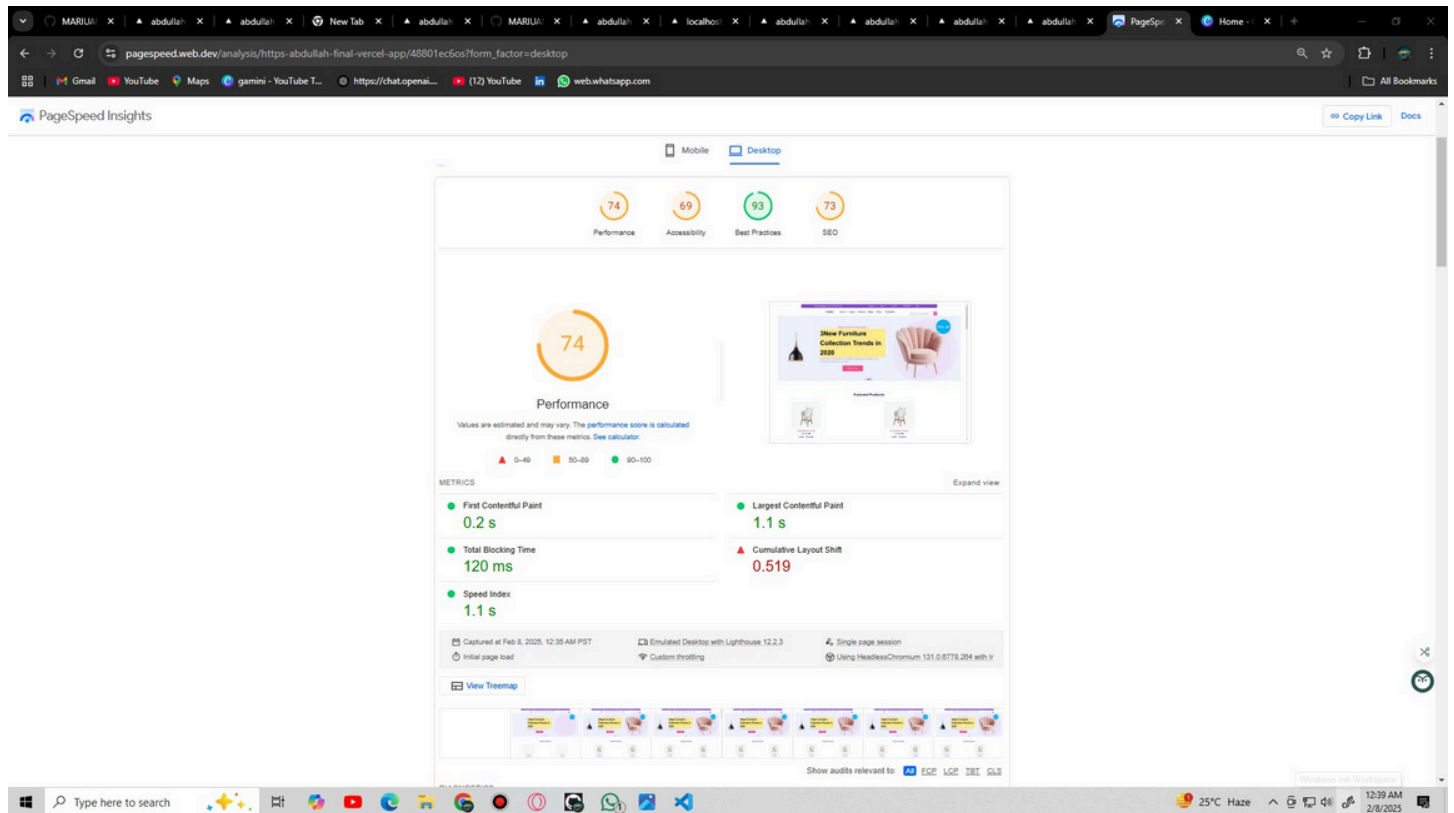 MARIUA abdullah abdullah New Tab abdullah MARIUA abdullah localhos abdullah abdullah abdullah abdullah PageSpe Home -
pagespeed.web.dev/analysis/https-abdullah-final-vercel-app/48801ec6os?form_factor=desktop
Gmail YouTube Maps gamini - YouTube T... https://chat.openai.... (12) YouTube web.whatsapp.com All Bookmarks
PageSpeed Insights Copy Link Docs
Mobile Desktop
74 69 93 73
Performance Accessibility Best Practices SEO
3New Furniture
Collection Trends in
2020
74
Featured Products
Performance
Values are estimated and may vary. The performance score is calculated
directly from these metrics. See calculator.
0–49 50–89 90–100
METRICS Expand view
First Contentful Paint Largest Contentful Paint
0.2 s 1.1 s
Total Blocking Time Cumulative Layout Shift
120 ms 0.519
Speed Index
1.1 s
Captured at Feb 8, 2025, 12:35 AM PST Emulated Desktop with Lighthouse 12.2.3 Single page session
Initial page load Custom throttling Using HeadlessChromium 131.0.6778.264 with lr
View Treemap
Show audits relevant to: All FCP LCP TBT CLS
Windows Ink Workspace
Type here to search 25°C Haze 12:39 AM
2/8/2025